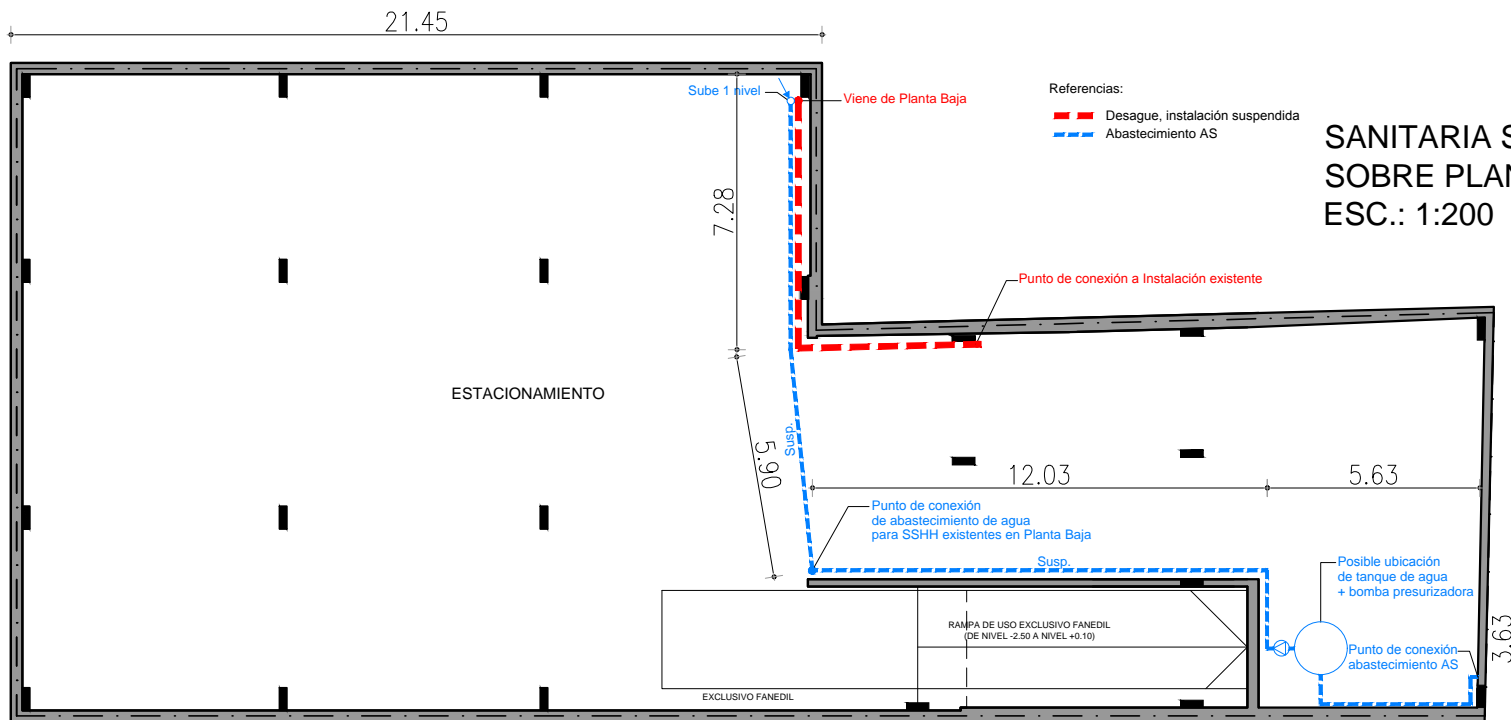 21.45
Sube 1 nivel
Viene de Planta Baja
Referencias:
Desague, instalación suspendida
Abastecimiento AS
SANITARIA S
SOBRE PLAN
ESC.: 1:200
7.28
Punto de conexión a Instalación existente
ESTACIONAMIENTO
Susp.
5.90
12.03
5.63
Punto de conexión
de abastecimiento de agua
para SSHH existentes en Planta Baja
Susp.
Posible ubicación
de tanque de agua
+ bomba presurizadora
RAMPA DE USO EXCLUSIVO FANEDIL
(DE NIVEL -2.50 A NIVEL +0.10)
3.63
Punto de conexión
abastecimiento AS
EXCLUSIVO FANEDIL